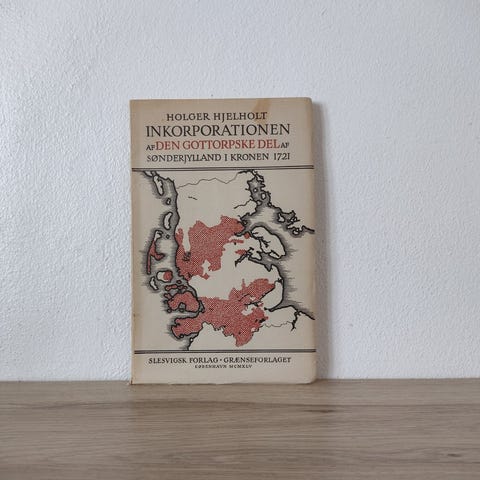 HOLGER HJELHOLT
INKORPORATIONEN
AF DEN GOTTORPSKE DEL AF
SØNDERJYLLAND I KRONEN 1721
SLESVIGSK FORLAG · GRÆNSEFORLAGET
KØBENHAVN MCMXLV